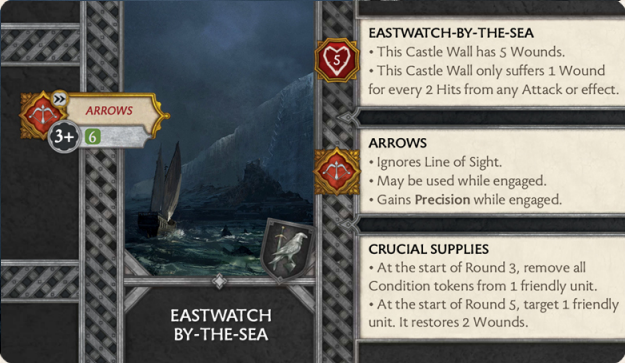 ARROWS
3+ 6
EASTWATCH
BY-THE-SEA
5
EASTWATCH-BY-THE-SEA
• This Castle Wall has 5 Wounds.
• This Castle Wall only suffers 1 Wound
for every 2 Hits from any Attack or effect.
ARROWS
• Ignores Line of Sight.
• May be used while engaged.
• Gains Precision while engaged.
CRUCIAL SUPPLIES
• At the start of Round 3, remove all
Condition tokens from 1 friendly unit.
• At the start of Round 5, target 1 friendly
unit. It restores 2 Wounds.